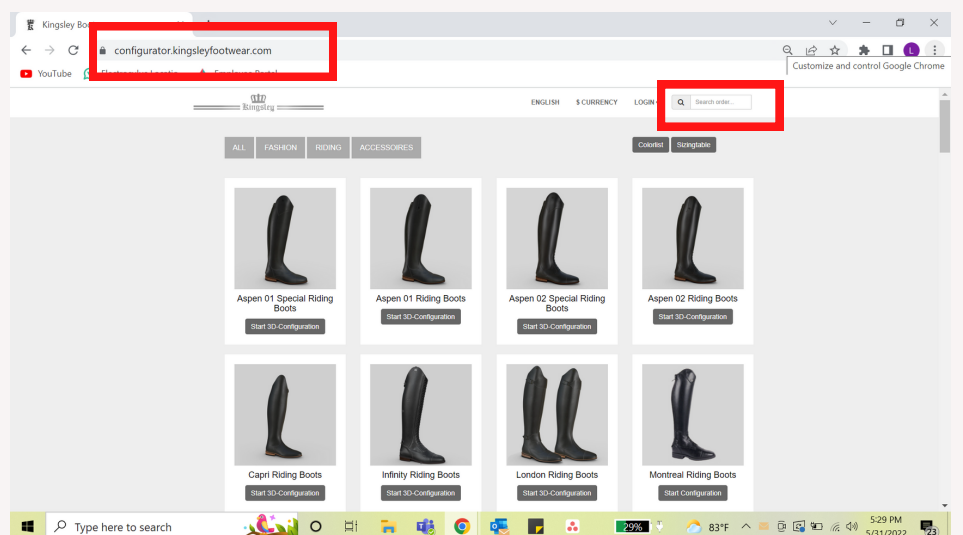 Kingsley Bo
configurator.kingsleyfootwear.com
L
YouTube
Customize and control Google Chrome
Kingsley
ENGLISH $ CURRENCY LOGIN Search order...
ALL FASHION RIDING ACCESSOIRES Colorlist Sizingtable
Aspen 01 Special Riding Boots
Aspen 01 Riding Boots
Aspen 02 Special Riding Boots
Aspen 02 Riding Boots
Start 3D-Configuration Start 3D-Configuration Start 3D-Configuration Start 3D-Configuration
Capri Riding Boots Infinity Riding Boots London Riding Boots Montreal Riding Boots
Start 3D-Configuration Start 3D-Configuration Start 3D-Configuration Start Configuration
Type here to search 29% 83°F 5:29 PM
5/31/2022 23